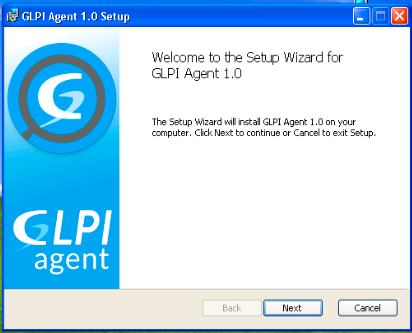 GLPI Agent 1.0 Setup
Welcome to the Setup Wizard for
GLPI Agent 1.0
The Setup Wizard will install GLPI Agent 1.0 on your
computer. Click Next to continue or Cancel to exit Setup.
GLPI
agent
Back Next Cancel